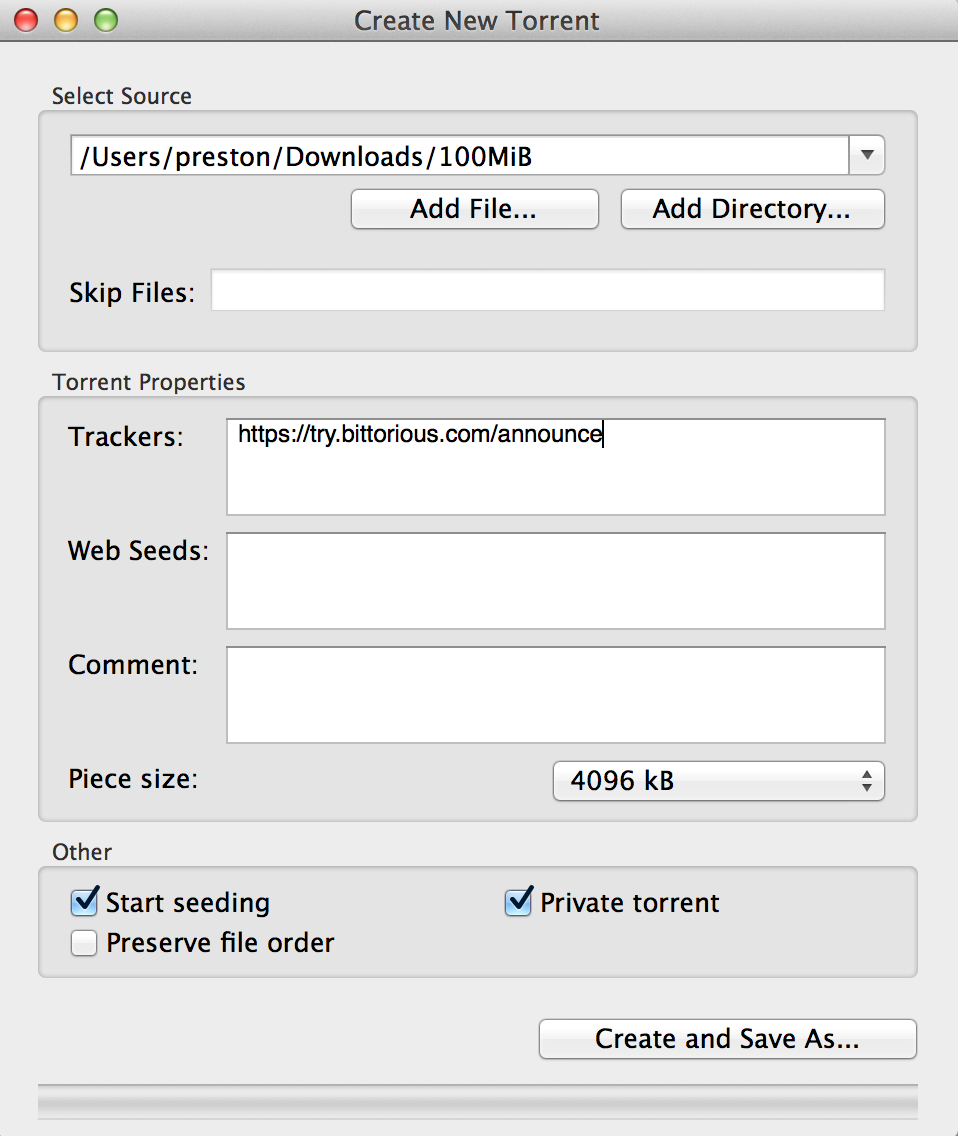 Create New Torrent
Select Source
/Users/preston/Downloads/100MiB
Add File... Add Directory...
Skip Files:
Torrent Properties
Trackers: https://try.bittorious.com/announce
Web Seeds:
Comment:
Piece size: 4096 kB
Other
Start seeding Private torrent
Preserve file order
Create and Save As...